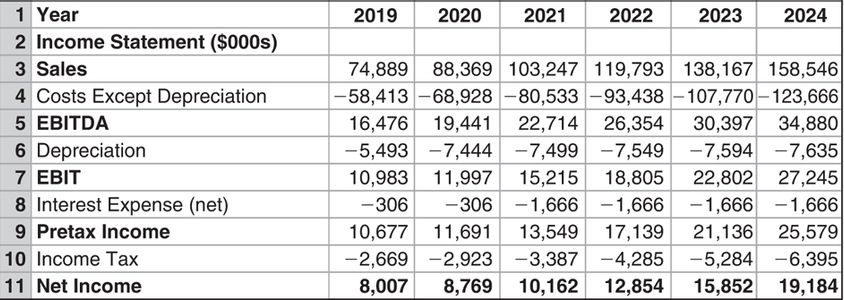 1 Year 2019 2020 2021 2022 2023 2024
2 Income Statement ($000s)
3 Sales 74,889 88,369 103,247 119,793 138,167 158,546
4 Costs Except Depreciation −58,413 −68,928 −80,533 −93,438 −107,770 −123,666
5 EBITDA 16,476 19,441 22,714 26,354 30,397 34,880
6 Depreciation −5,493 −7,444 −7,499 −7,549 −7,594 −7,635
7 EBIT 10,983 11,997 15,215 18,805 22,802 27,245
8 Interest Expense (net) −306 −306 −1,666 −1,666 −1,666 −1,666
9 Pretax Income 10,677 11,691 13,549 17,139 21,136 25,579
10 Income Tax −2,669 −2,923 −3,387 −4,285 −5,284 −6,395
11 Net Income 8,007 8,769 10,162 12,854 15,852 19,184